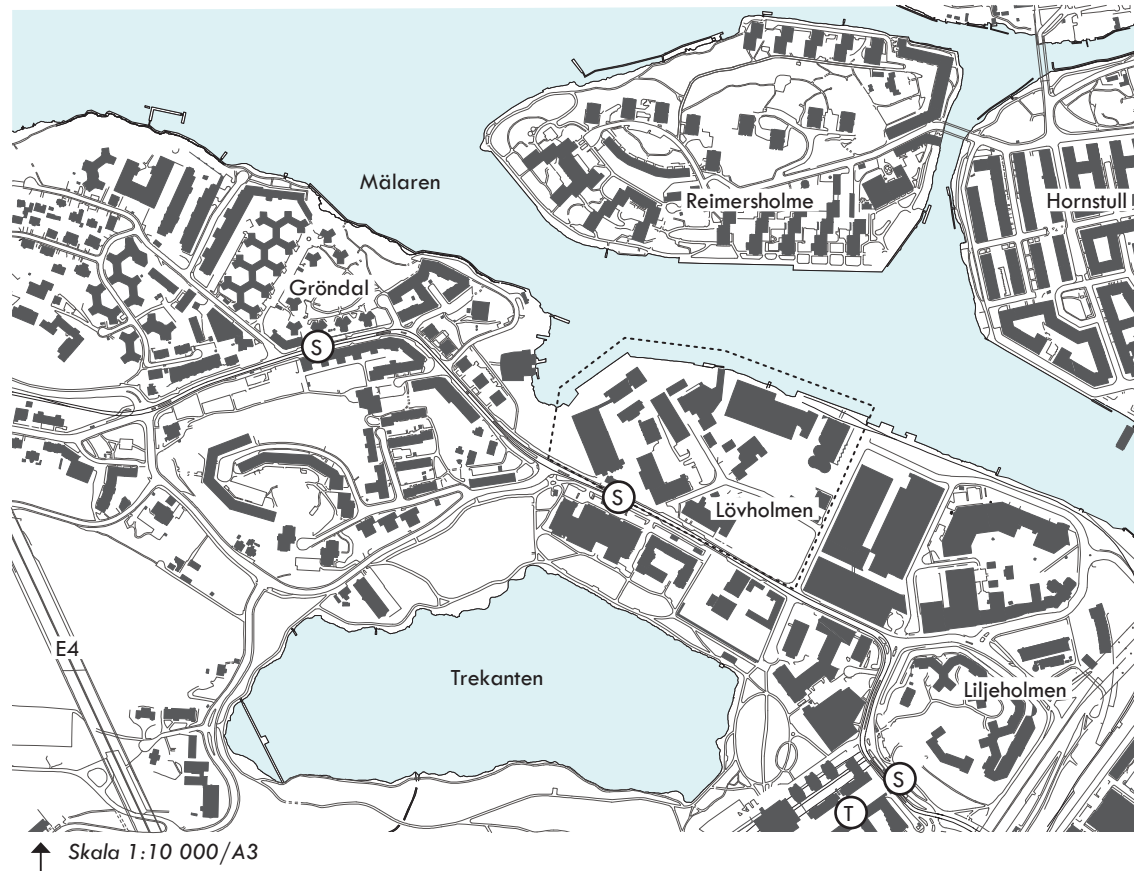 Mälaren
Reimersholme
Hornstull
Gröndal
S
S
Lövholmen
E4
Trekanten
Liljeholmen
S
T
Skala 1:10 000/A3